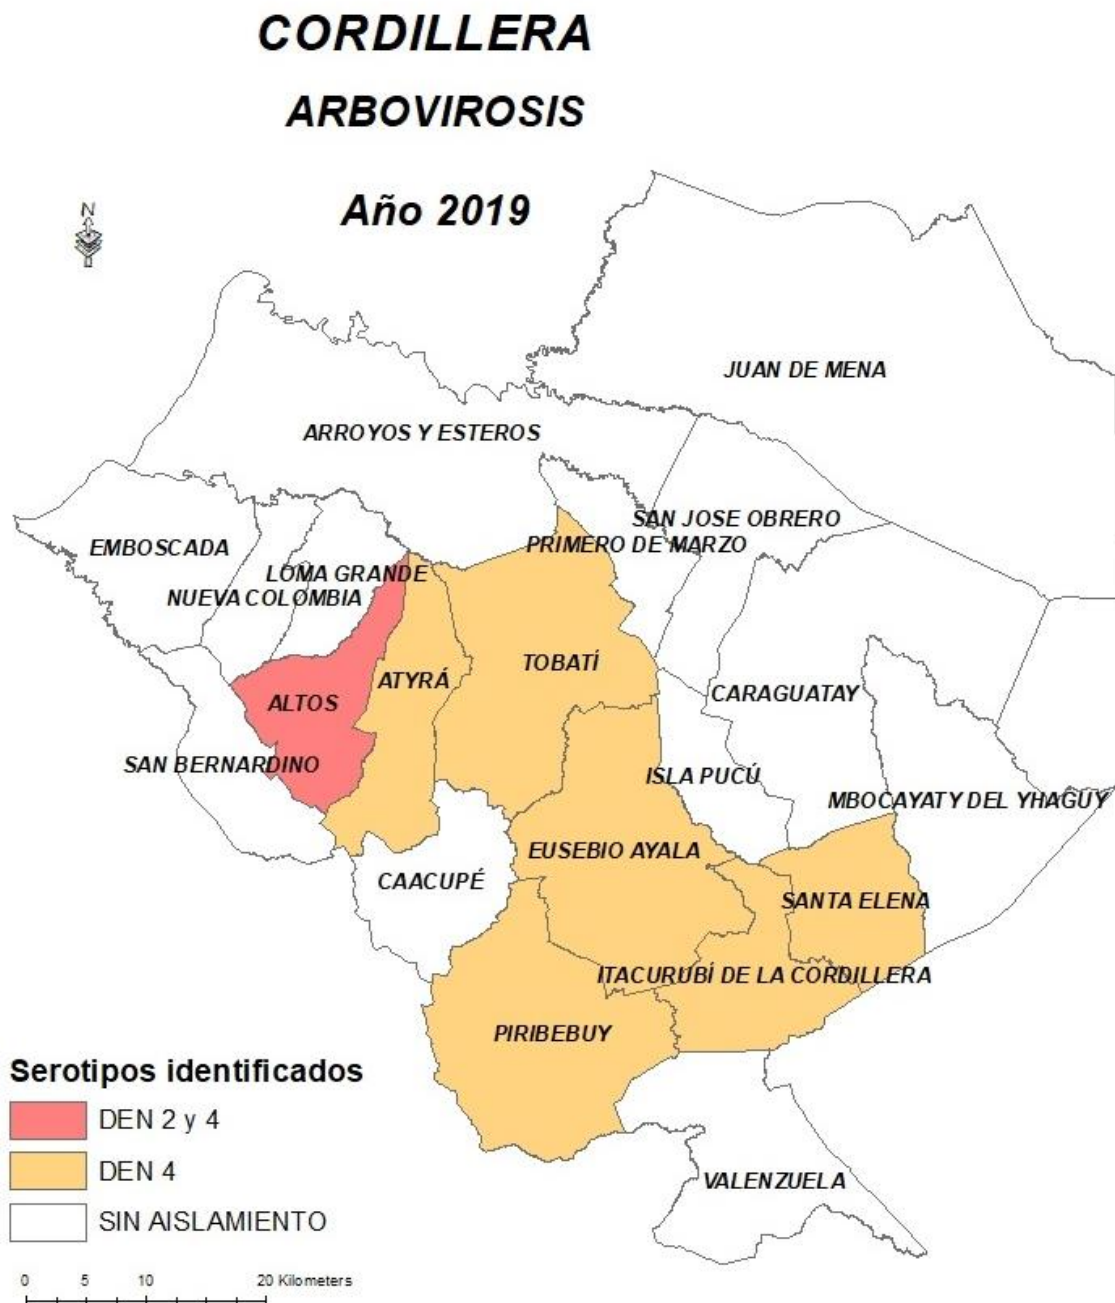 CORDILLERA
ARBOVIROSIS
Año 2019
N
JUAN DE MENA
ARROYOS Y ESTEROS
SAN JOSE OBRERO
EMBOSCADA
PRIMERO DE MARZO
LOMA GRANDE
NUEVA COLOMBIA
TOBATÍ
ATYRÁ
CARAGUATAY
ALTOS
SAN BERNARDINO
ISLA PUCÚ
MBOCAYATY DEL YHAGUY
EUSEBIO AYALA
CAACUPÉ
SANTA ELENA
ITACURUBÍ DE LA CORDILLERA
PIRIBEBUY
VALENZUELA
Serotipos identificados
DEN 2 y 4
DEN 4
SIN AISLAMIENTO
0 5 10 20 Kilometers